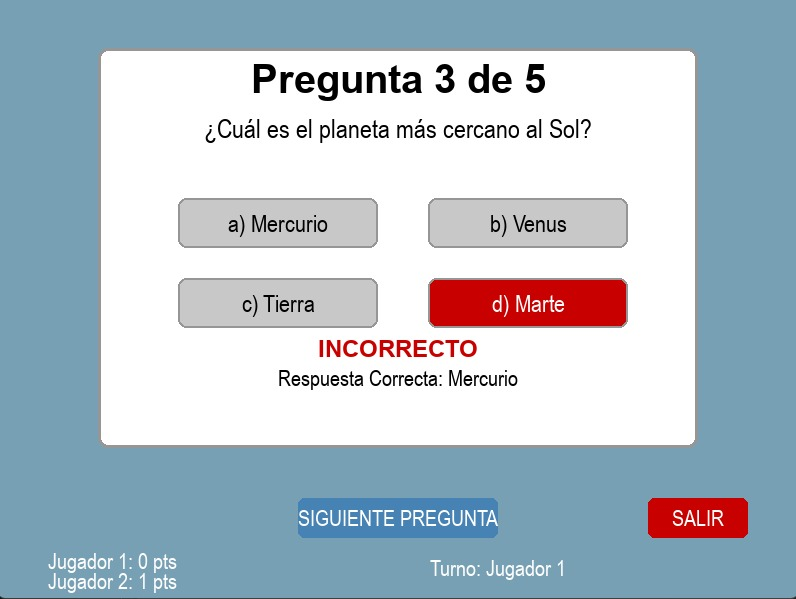 Pregunta 3 de 5
¿Cuál es el planeta más cercano al Sol?
a) Mercurio
b) Venus
c) Tierra
d) Marte
INCORRECTO
Respuesta Correcta: Mercurio
SIGUIENTE PREGUNTA
SALIR
Jugador 1: 0 pts
Jugador 2: 1 pts
Turno: Jugador 1